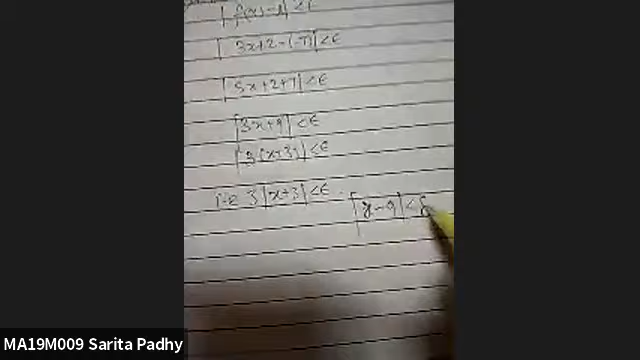 |f(x)-l|<ϵ
|3x+2-(-7)|<ϵ
|3x+2+7|<ϵ
|3x+9|<ϵ
|3(x+3)|<ϵ
i.e 3|x+3|<ϵ.
|x-a|<δ
MA19M009 Sarita Padhy